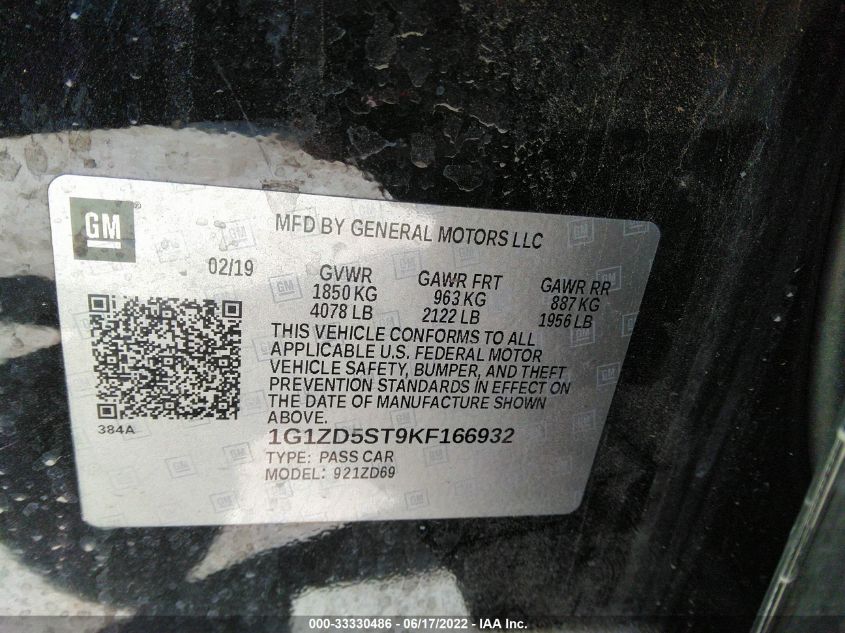 GM
MFD BY GENERAL MOTORS LLC
02/19
GVWR GAWR FRT GAWR RR
1850 KG 963 KG 887 KG
4078 LB 2122 LB 1956 LB
THIS VEHICLE CONFORMS TO ALL
APPLICABLE U.S. FEDERAL MOTOR
VEHICLE SAFETY, BUMPER, AND THEFT
PREVENTION STANDARDS IN EFFECT ON
THE DATE OF MANUFACTURE SHOWN
ABOVE.
384A
1G1ZD5ST9KF166932
TYPE: PASS CAR
MODEL: 921ZD69
000-33330486 - 06/17/2022 - IAA Inc.